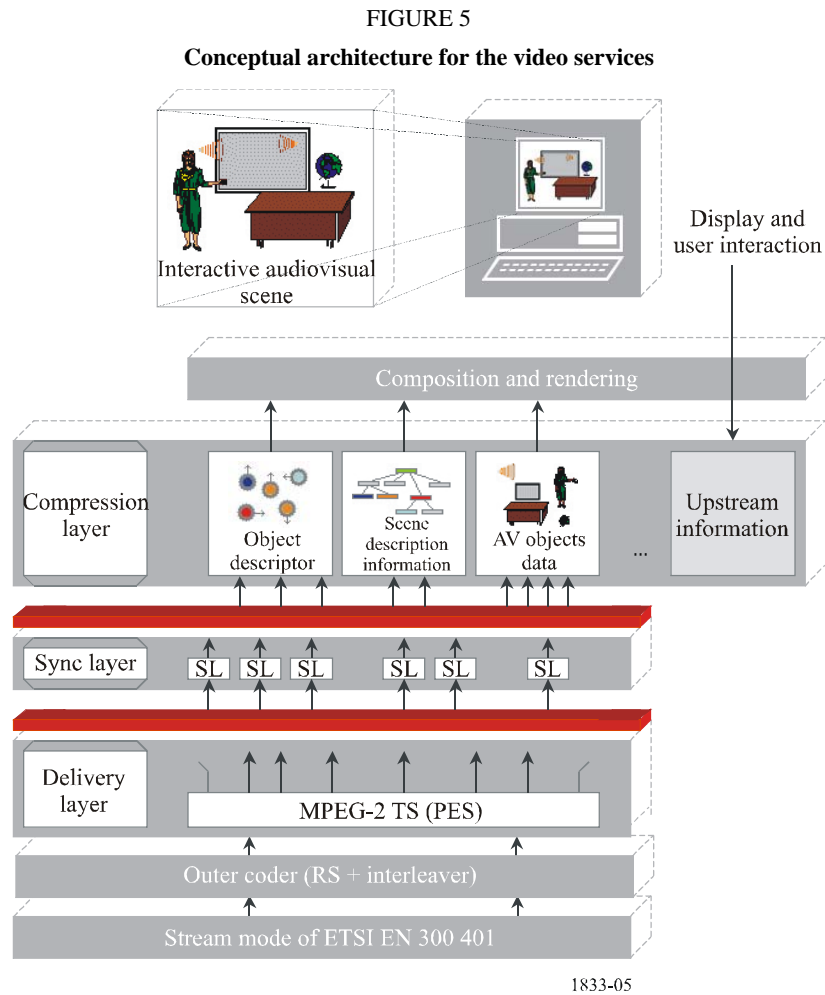 FIGURE 5
Conceptual architecture for the video services
Interactive audiovisual
scene
Display and
user interaction
Composition and rendering
Compression
layer
Object
descriptor
Scene
description
information
AV objects
data
...
Upstream
information
Sync layer
SL
SL
SL
SL
SL
SL
Delivery
layer
MPEG-2 TS (PES)
Outer coder (RS + interleaver)
Stream mode of ETSI EN 300 401
1833-05